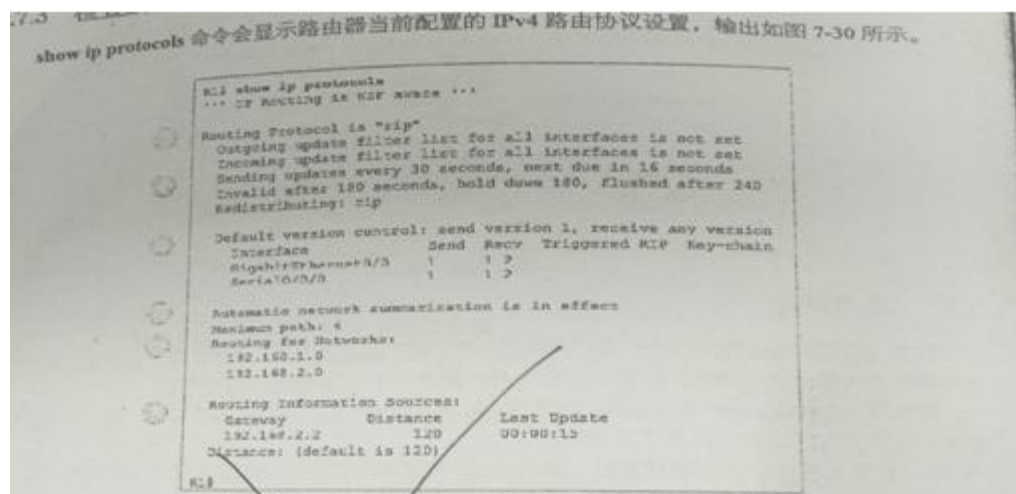 7.3
show ip protocols 命令会显示路由器当前配置的 IPv4 路由协议设置，输出如图 7-30 所示。
R1# show ip protocols
*** IP Routing is NSF aware ***
Routing Protocol is "rip"
Outgoing update filter list for all interfaces is not set
Incoming update filter list for all interfaces is not set
Sending updates every 30 seconds, next due in 16 seconds
Invalid after 180 seconds, hold down 180, flushed after 240
Redistributing: rip
Default version control: send version 1, receive any version
Interface Send Recv Triggered RIP Key-chain
GigabitEthernet0/0 1 1 2
Serial0/0/0 1 1 2
Automatic network summarization is in effect
Maximum path: 4
Routing for Networks:
192.168.1.0
192.168.2.0
Routing Information Sources:
Gateway Distance Last Update
192.168.2.2 120 00:00:15
Distance: (default is 120)
R1#